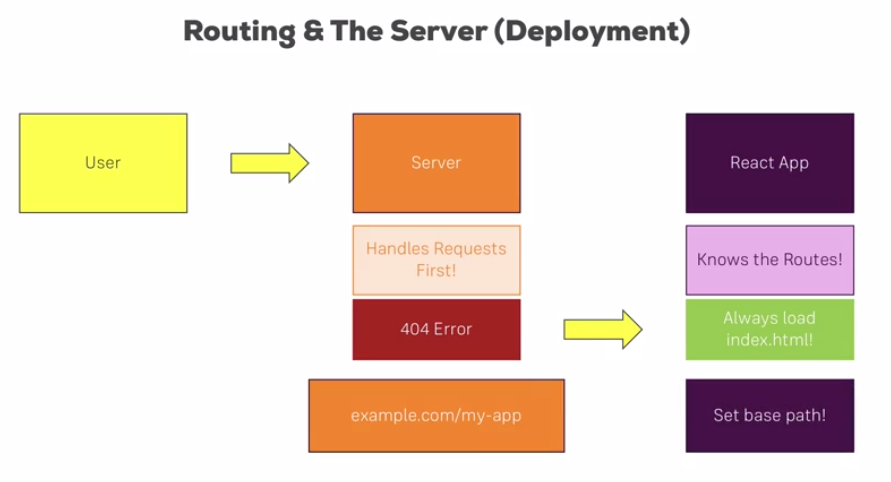 Routing & The Server (Deployment)
User
Server
React App
Handles Requests
First!
Knows the Routes!
404 Error
Always load
index.html!
example.com/my-app
Set base path!